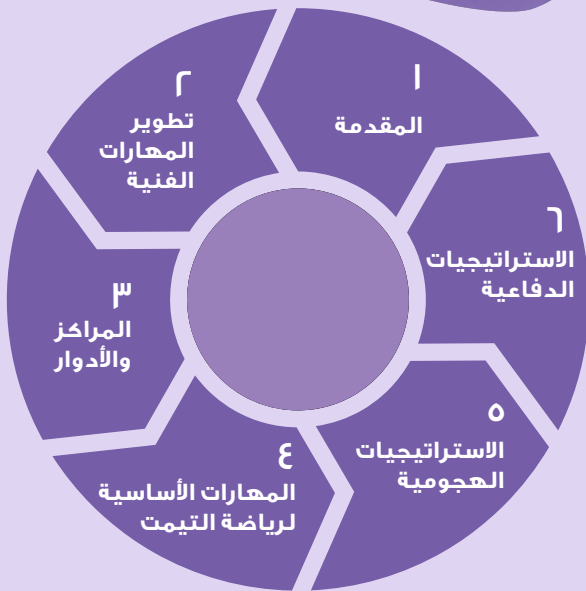 ١
المقدمة
٢
تطوير
المهارات
الفنية
٣
المراكز
والأدوار
٤
المهارات الأساسية
لرياضة التيمت
٥
الاستراتيجيات
الهجومية
٦
الاستراتيجيات
الدفاعية